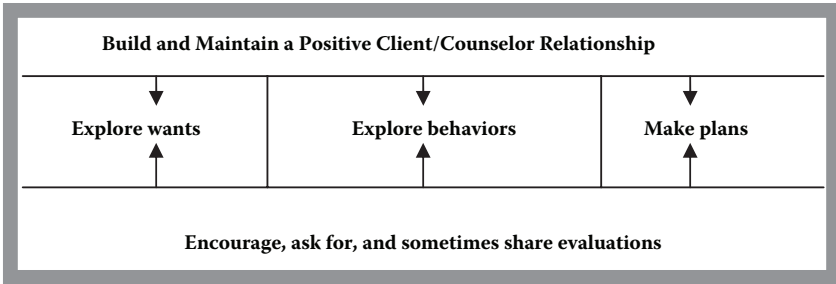 Build and Maintain a Positive Client/Counselor Relationship
Explore wants
Explore behaviors
Make plans
Encourage, ask for, and sometimes share evaluations